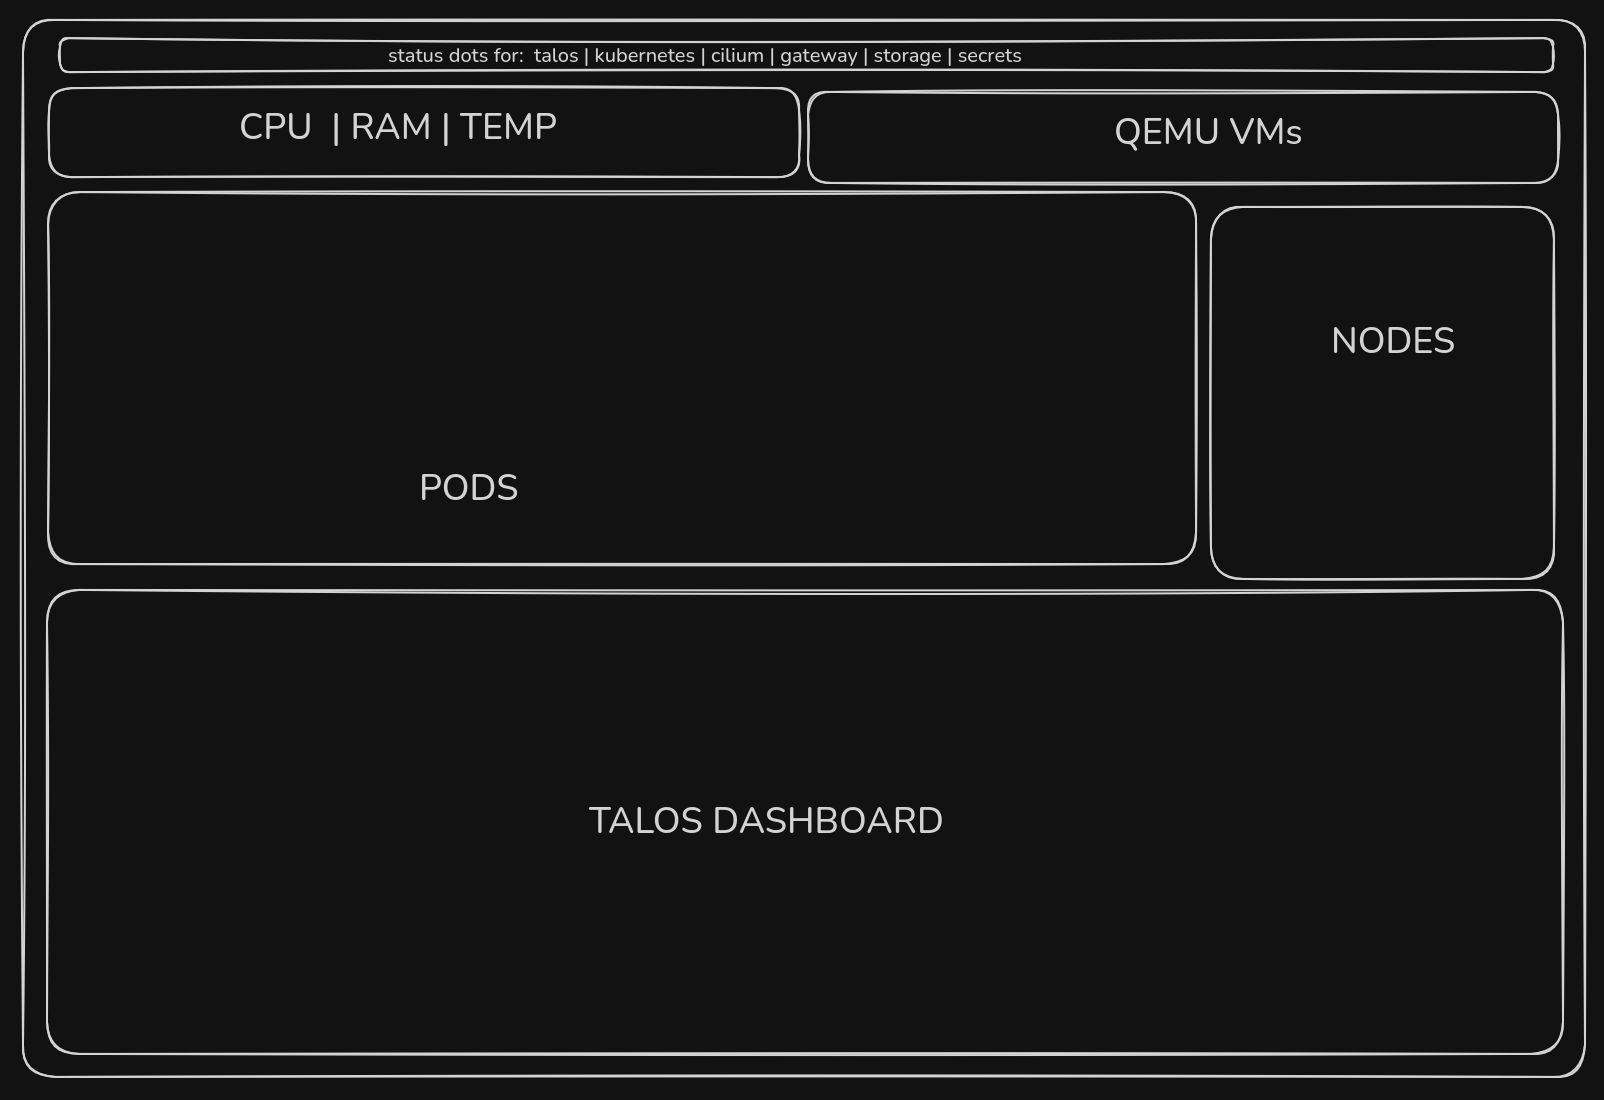 status dots for:  talos | kubernetes | cilium | gateway | storage | secrets
CPU  | RAM | TEMP
QEMU VMs
NODES
PODS
TALOS DASHBOARD